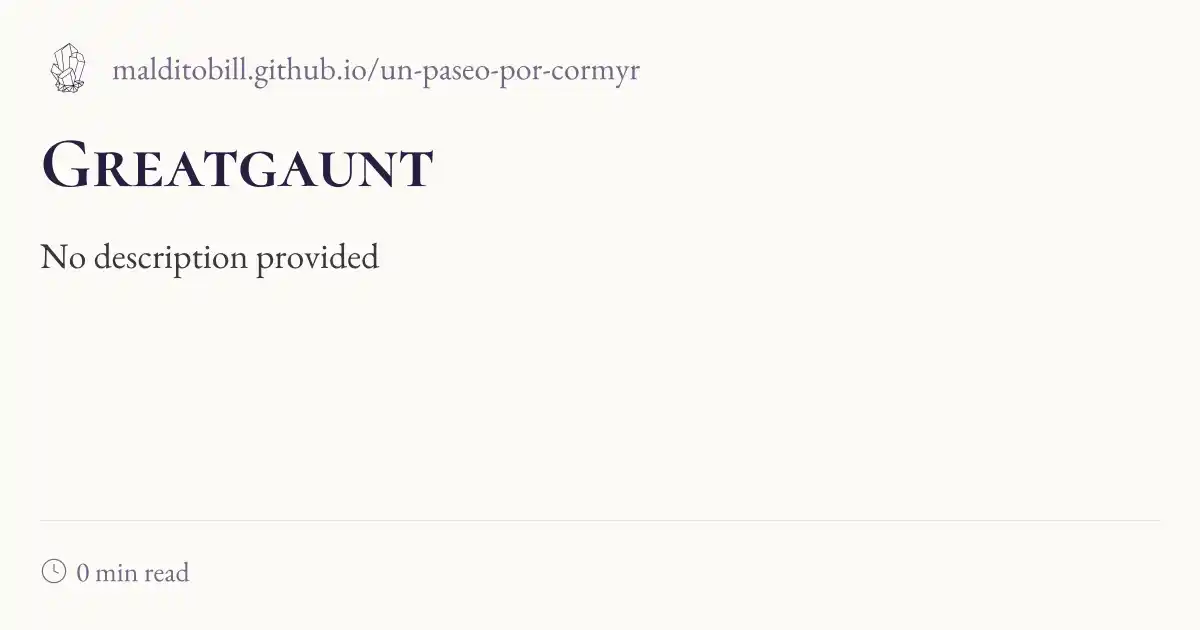 malditobill.github.io/un-paseo-por-cormyr
Greatgaunt
No description provided
0 min read